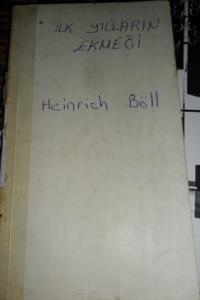 İLK YILLARIN
EKMEĞİ
Heinrich Böll